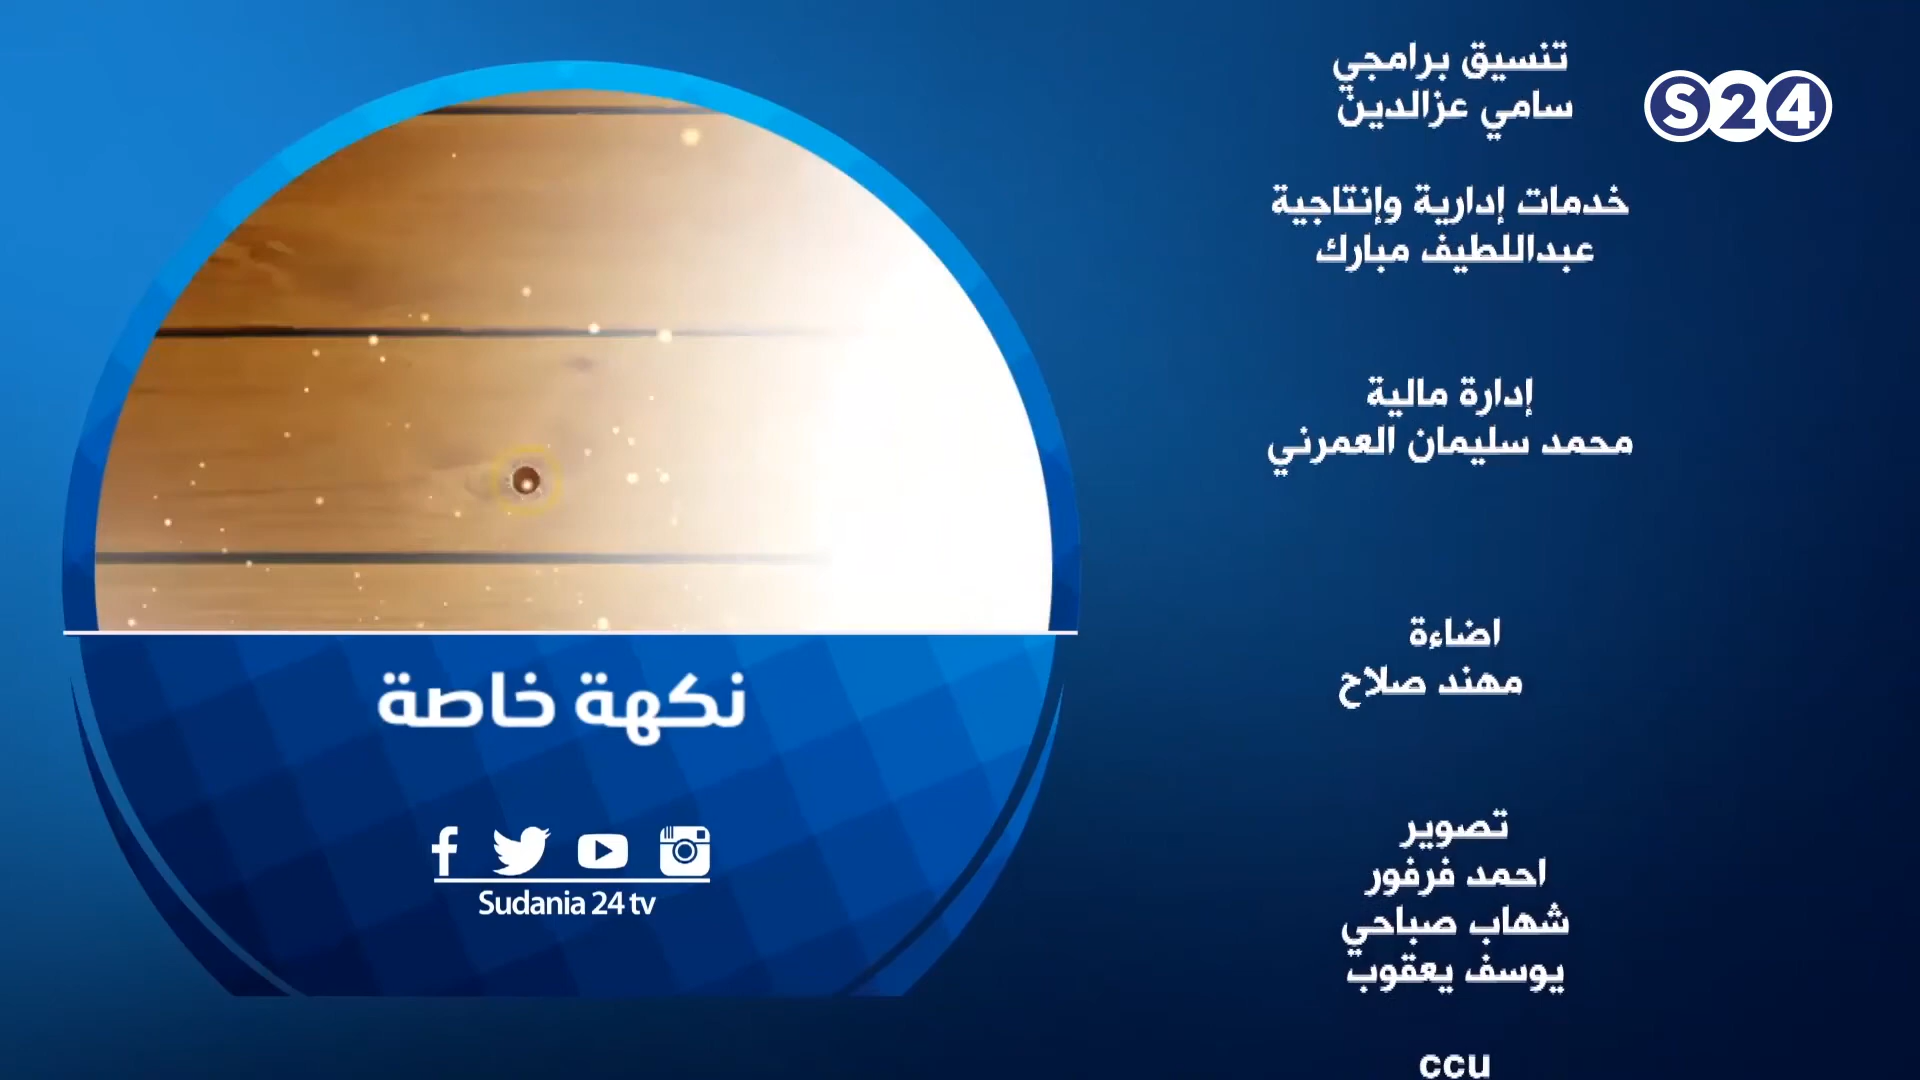 تنسيق برامجي
سامي عزالدين
S24
خدمات إدارية وإنتاجية
عبداللطيف مبارك
إدارة مالية
محمد سليمان العمرني
اضاءة
مهند صلاح
تصوير
احمد فرفور
شهاب صباحي
يوسف يعقوب
ccu
نكهة خاصة
Sudania 24 tv